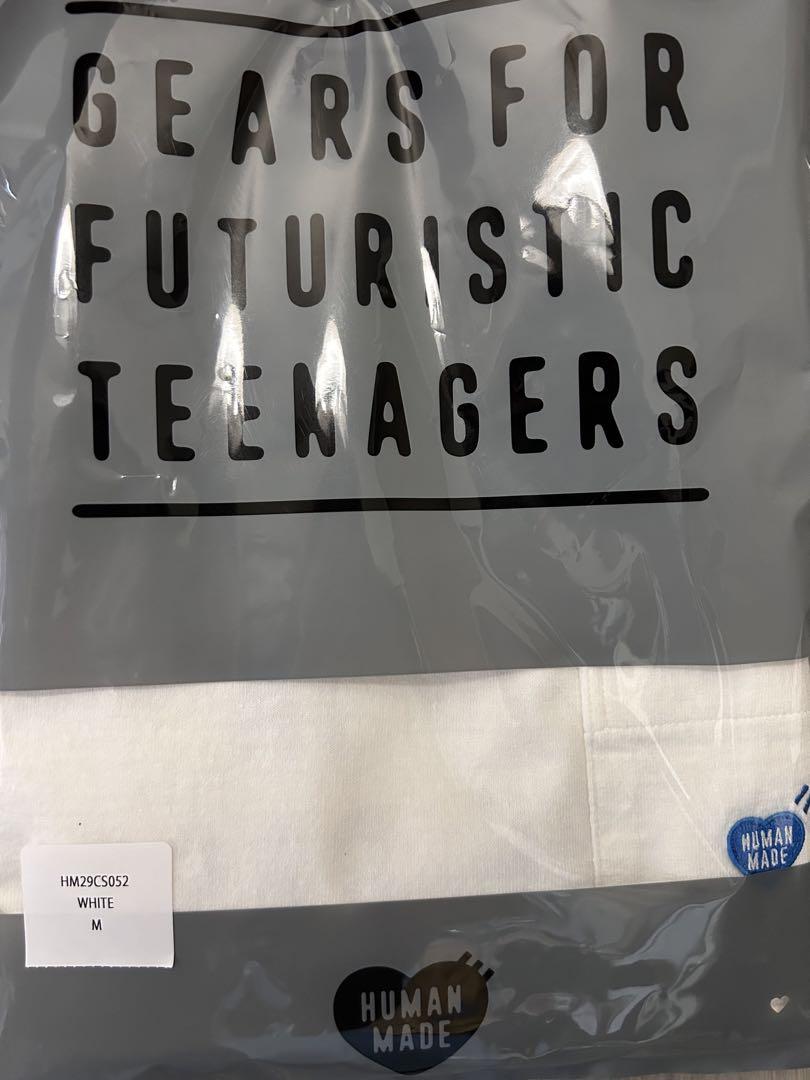 GEARS FOR
FUTURISTIC
TEENAGERS
HUMAN
MADE
HM29CS052
WHITE
M
HUMAN
MADE